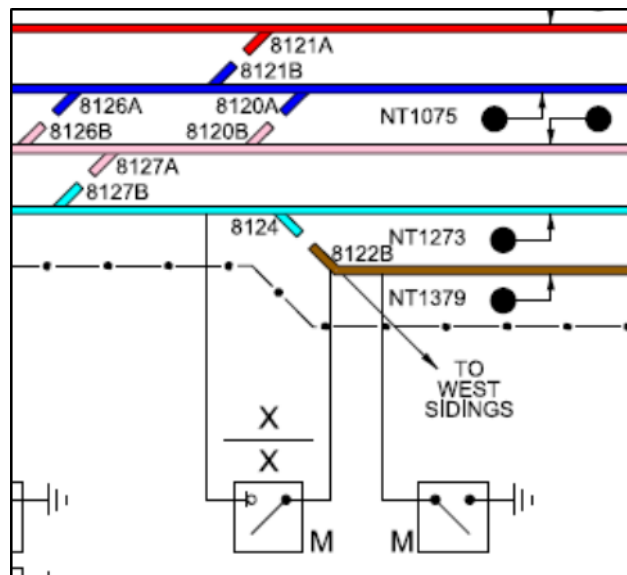 8121A
8121B
8126A
8120A
NT1075
8126B
8120B
8127A
8127B
8124
NT1273
8122B
NT1379
TO
WEST
SIDINGS
X
X
M
M